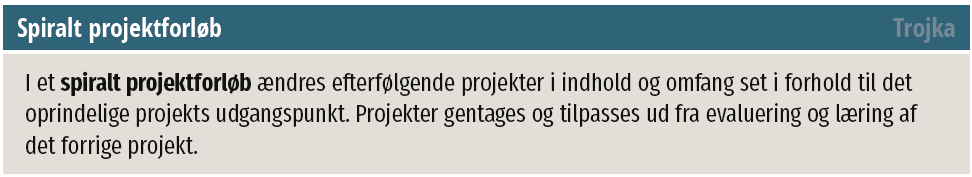 Spiralt projektforløb Trojka
I et spiralt projektforløb ændres efterfølgende projekter i indhold og omfang set i forhold til det
oprindelige projekts udgangspunkt. Projekter gentages og tilpasses ud fra evaluering og læring af
det forrige projekt.